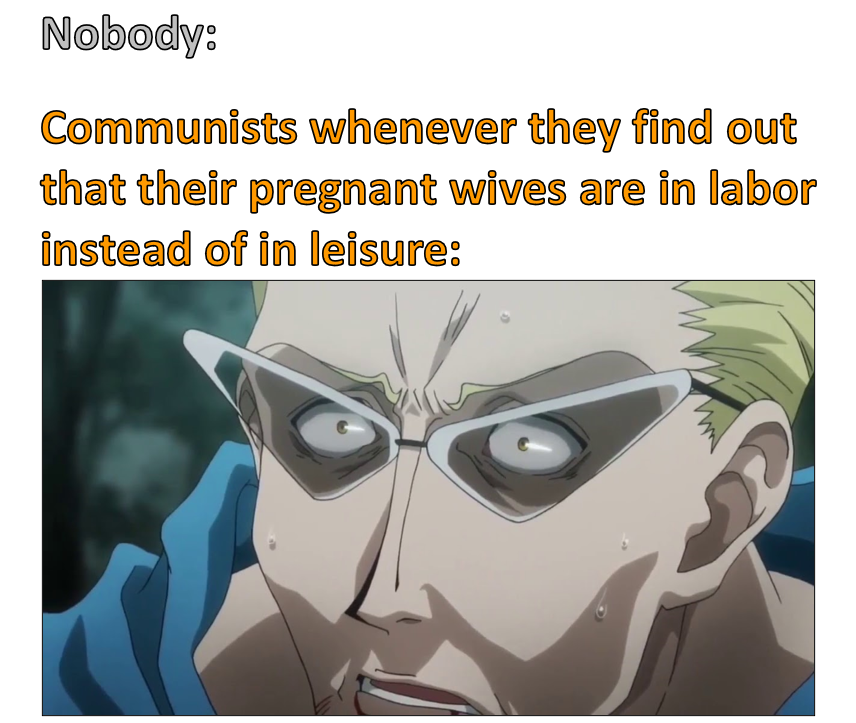 Nobody:
Communists whenever they find out
that their pregnant wives are in labor
instead of in leisure: